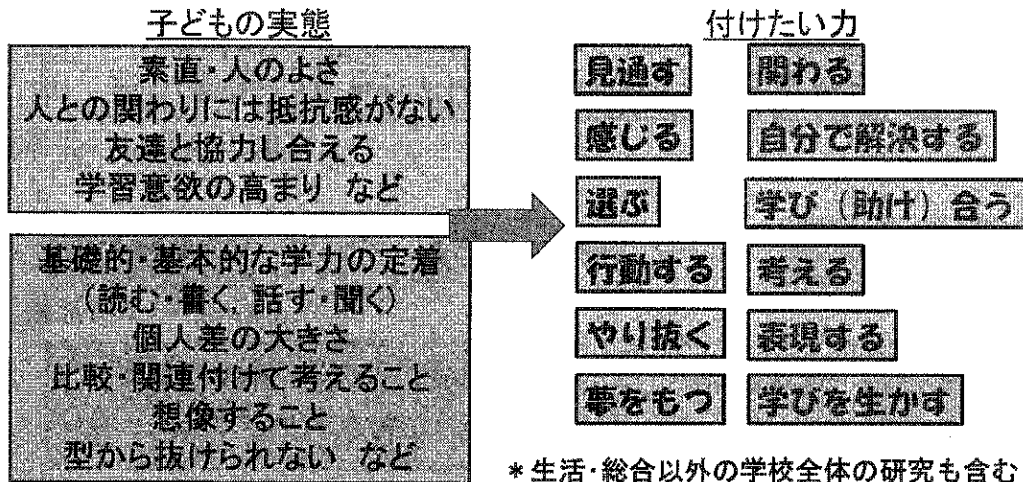 子どもの実態
素直・人のよさ
人との関わりには抵抗感がない
友達と協力し合える
学習意欲の高まり など
基礎的・基本的な学力の定着
(読む・書く, 話す・聞く)
個人差の大きさ
比較・関連付けて考えること
想像すること
型から抜けられない など
付けたい力
見通す
関わる
感じる
自分で解決する
選ぶ
学び(助け)合う
行動する
考える
やり抜く
表現する
夢をもつ
学びを生かす
*生活・総合以外の学校全体の研究も含む